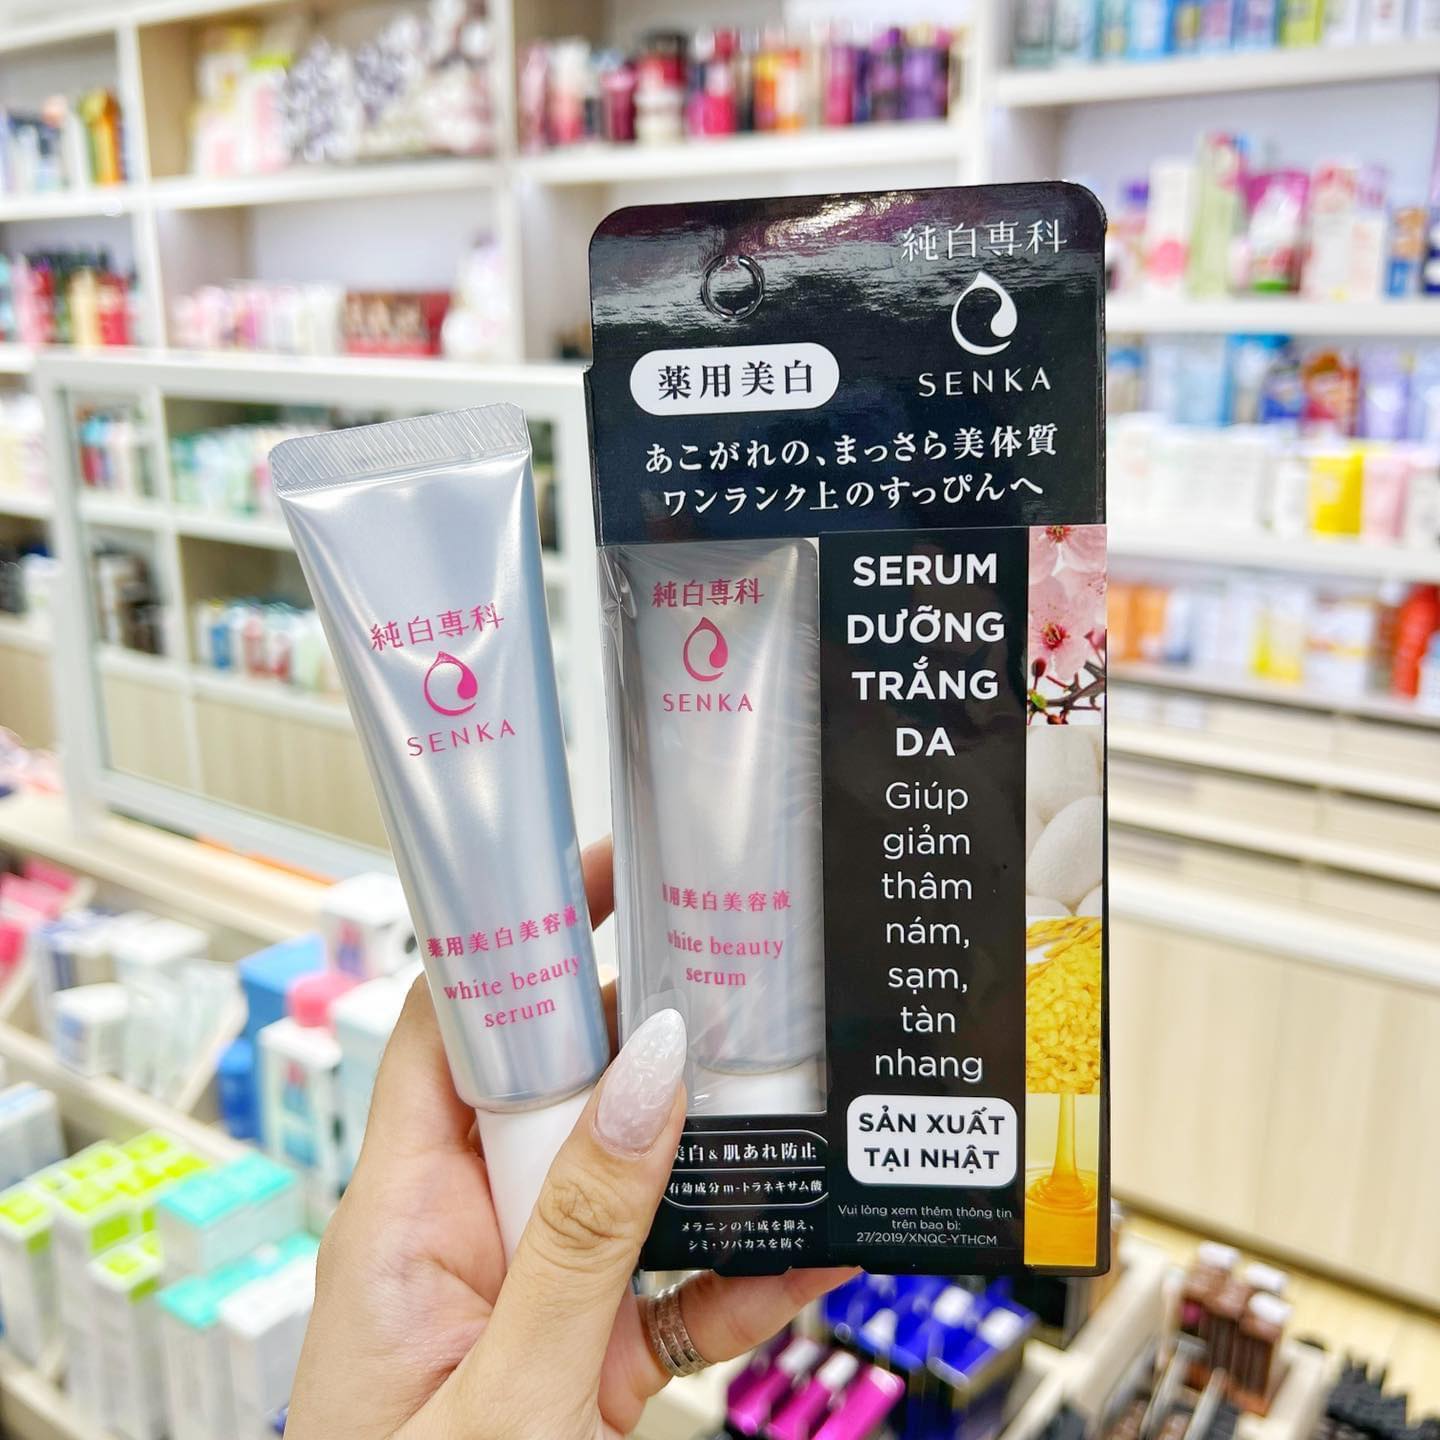 純白専科
SENKA
薬用美白美容液
white beauty
serum
純白専科
SENKA
薬用美白
あこがれの、まっさら美体質
ワンランク上のすっぴんへ
純白専科
SENKA
用美白美容液
white beauty
serum
SERUM
DƯỠNG
TRẮNG
DA
Giúp
giảm
thâm
nám,
sạm,
tàn
nhang
SẢN XUẤT
TẠI NHẬT
Vui lòng xem thêm thông tin
trên bao bì:
27/2019/XNQC-YTHCM
美白&肌あれ防止
有効成分m-トラネキサム酸
メラニンの生成を抑え、
シミ・ソバカスを防ぐ